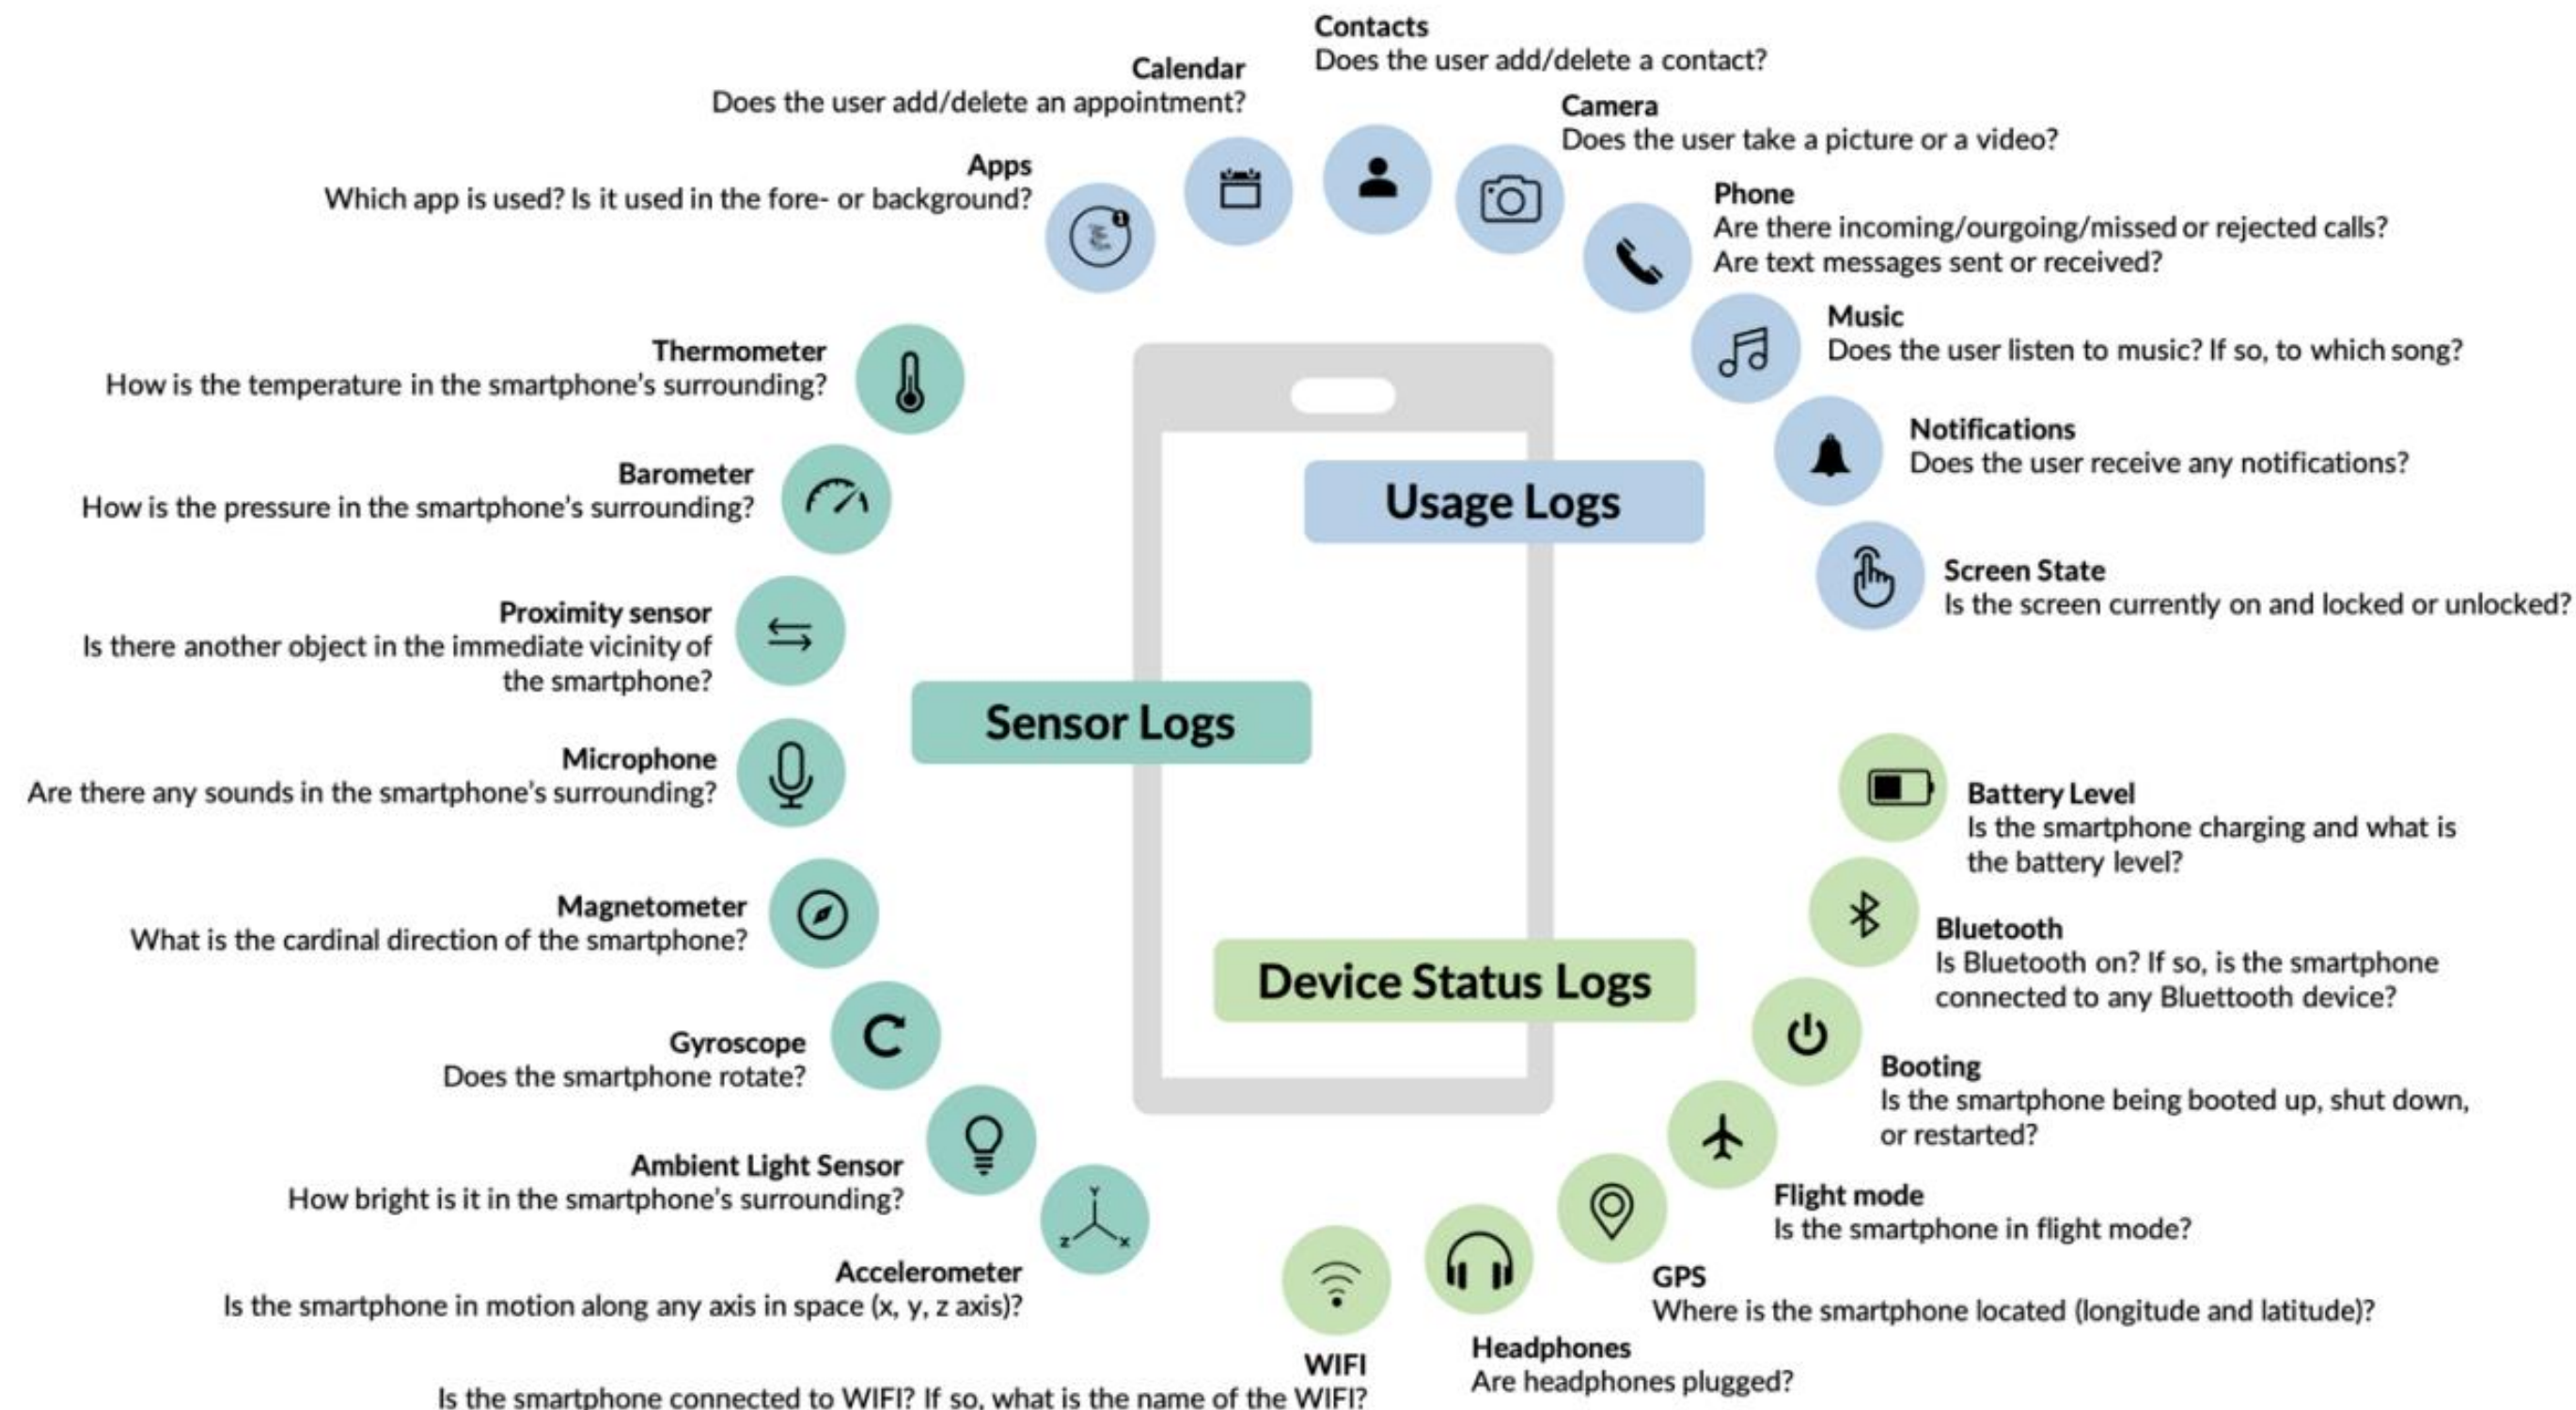 Contacts
Does the user add/delete a contact?
Calendar
Does the user add/delete an appointment?
Camera
Does the user take a picture or a video?
Apps
Which app is used? Is it used in the fore- or background?
1
Phone
Are there incoming/ourgoing/missed or rejected calls?
Are text messages sent or received?
Music
Does the user listen to music? If so, to which song?
Thermometer
How is the temperature in the smartphone's surrounding?
Notifications
Does the user receive any notifications?
Barometer
How is the pressure in the smartphone's surrounding?
Usage Logs
Screen State
Is the screen currently on and locked or unlocked?
Proximity sensor
Is there another object in the immediate vicinity of
the smartphone?
Sensor Logs
Microphone
Are there any sounds in the smartphone's surrounding?
Battery Level
Is the smartphone charging and what is
the battery level?
Magnetometer
What is the cardinal direction of the smartphone?
Bluetooth
Is Bluetooth on? If so, is the smartphone
connected to any Bluettooth device?
Device Status Logs
Gyroscope
Does the smartphone rotate?
Booting
Is the smartphone being booted up, shut down,
or restarted?
Ambient Light Sensor
How bright is it in the smartphone's surrounding?
Flight mode
Is the smartphone in flight mode?
Y
Z
X
Accelerometer
Is the smartphone in motion along any axis in space (x, y, z axis)?
GPS
Where is the smartphone located (longitude and latitude)?
Headphones
Are headphones plugged?
WIFI
Is the smartphone connected to WIFI? If so, what is the name of the WIFI?